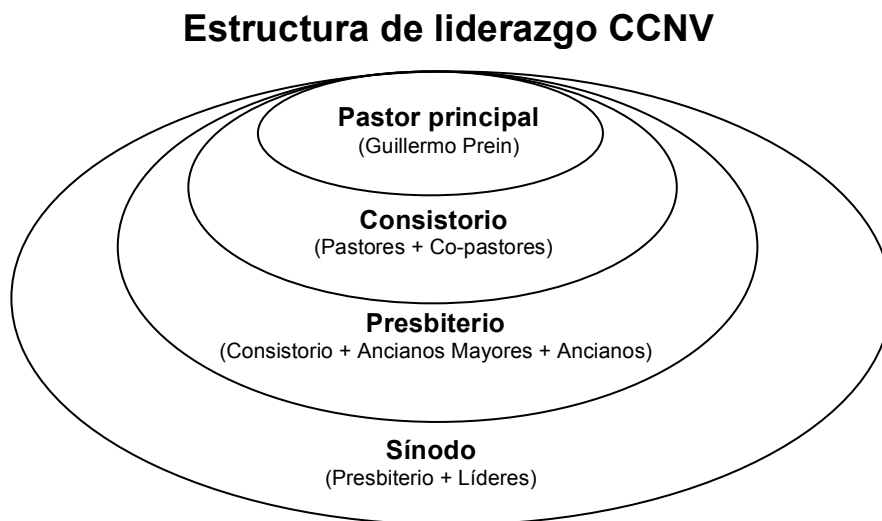 Estructura de liderazgo CCNV
Pastor principal
(Guillermo Prein)
Consistorio
(Pastores + Co-pastores)
Presbiterio
(Consistorio + Ancianos Mayores + Ancianos)
Sínodo
(Presbiterio + Líderes)